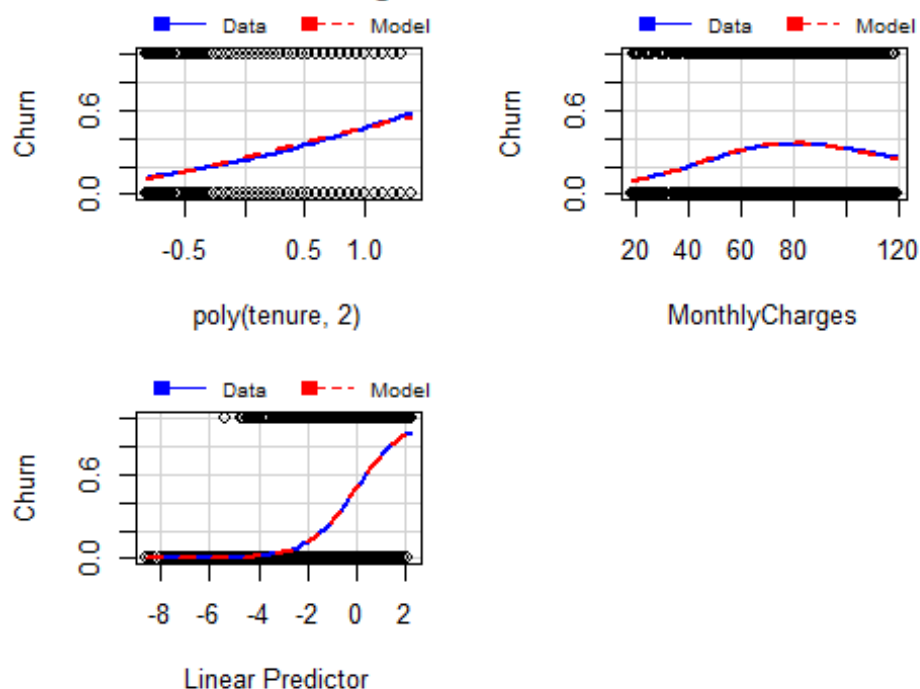 Data Model
Churn
0.0 0.6
-0.5 0.5 1.0
poly(tenure, 2)
Data Model
Churn
0.0 0.6
20 40 60 80 120
MonthlyCharges
Data Model
Churn
0.0 0.6
-8 -6 -4 -2 0 2
Linear Predictor